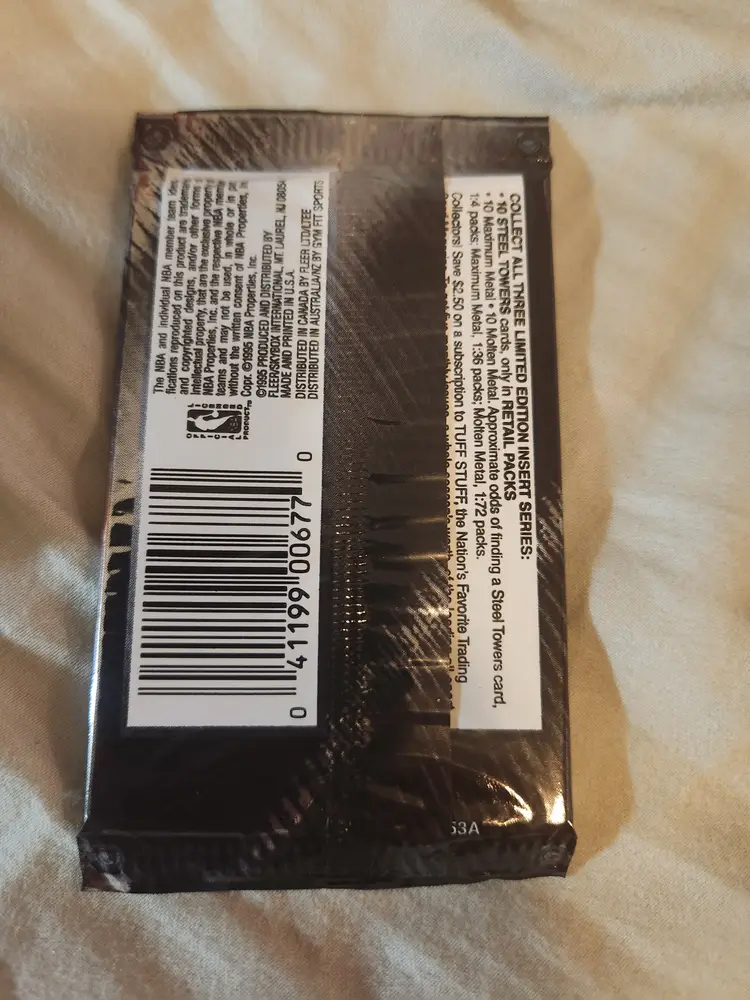 COLLECT ALL THREE LIMITED EDITION INSERT SERIES:
• 10 STEEL TOWERS cards, only in RETAIL PACKS
• 10 Maximum Metal • 10 Molten Metal. Approximate odds of finding a Steel Towers card,
1:4 packs; Maximum Metal, 1:36 packs; Molten Metal, 1:72 packs.
Collectors! Save $2.50 on a subscription to TUFF STUFF, the Nation's Favorite Trading
The NBA and individual NBA member team
fications reproduced on this product are
and copyrighted designs, and/or other forms
intellectual property, that are the exclusive property
NBA Properties, Inc. and the respective NBA
teams and may not be used, in whole or in
without the written consent of NBA Properties,
Copr. ©1995 NBA Properties, Inc.
©1995 PRODUCED AND DISTRIBUTED BY
FLEER/SKYBOX INTERNATIONAL, MT. LAUREL, NJ 08054
MADE AND PRINTED IN U.S.A.
DISTRIBUTED IN CANADA BY FLEER LTD/LTEE
DISTRIBUTED IN AUSTRALIA/NZ BY GYM FIT SPORTS
OFFICIAL LICENSED PRODUCT
0 07677 41199 0
53A